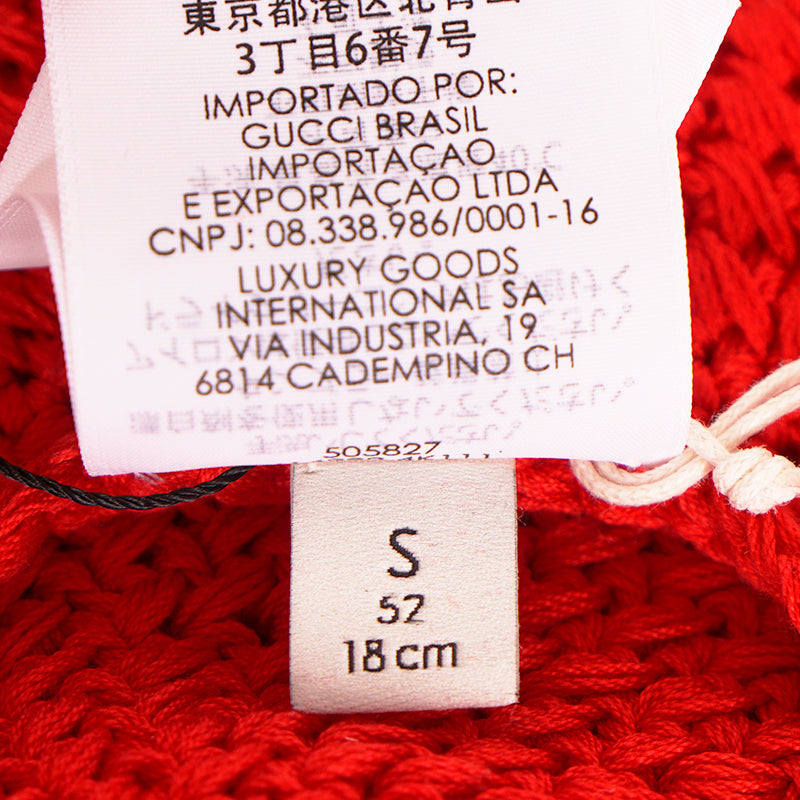 東京都港区北青山
3丁目6番7号
IMPORTADO POR:
GUCCI BRASIL
IMPORTAÇAO
E EXPORTAÇAO LTDA
CNPJ: 08.338.986/0001-16
LUXURY GOODS
INTERNATIONAL SA
VIA INDUSTRIA, 19
6814 CADEMPINO CH
505827
S
52
18 cm